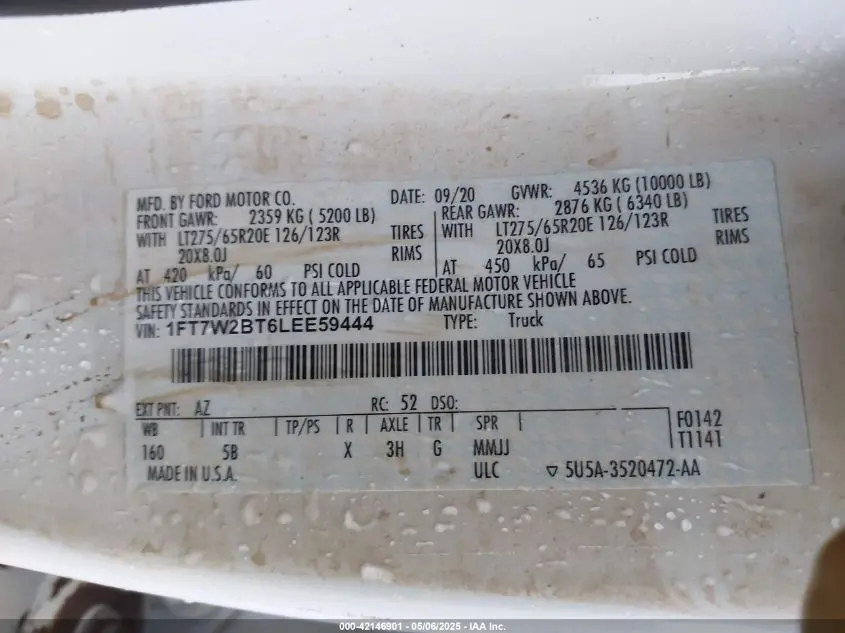 MFD. BY FORD MOTOR CO. DATE: 09/20 GVWR: 4536 KG (10000 LB)
FRONT GAWR: 2359 KG ( 5200 LB) REAR GAWR: 2876 KG ( 6340 LB)
WITH LT275/65R20E 126/123R TIRES WITH LT275/65R20E 126/123R TIRES
20X8.0J RIMS 20X8.0J RIMS
AT 420 kPa/ 60 PSI COLD AT 450 kPa/ 65 PSI COLD
THIS VEHICLE CONFORMS TO ALL APPLICABLE FEDERAL MOTOR VEHICLE
SAFETY STANDARDS IN EFFECT ON THE DATE OF MANUFACTURE SHOWN ABOVE.
VIN: 1FT7W2BT6LEE59444 TYPE: Truck
EXT PNT: AZ RC: 52 DSO:
WB INT TR TP/PS R AXLE TR SPR F0142
160 5B X 3H G MMJJ T1141
MADE IN U.S.A. ULC ▽ 5U5A-3520472-AA
000-42146901 - 05/06/2025 - IAA Inc.